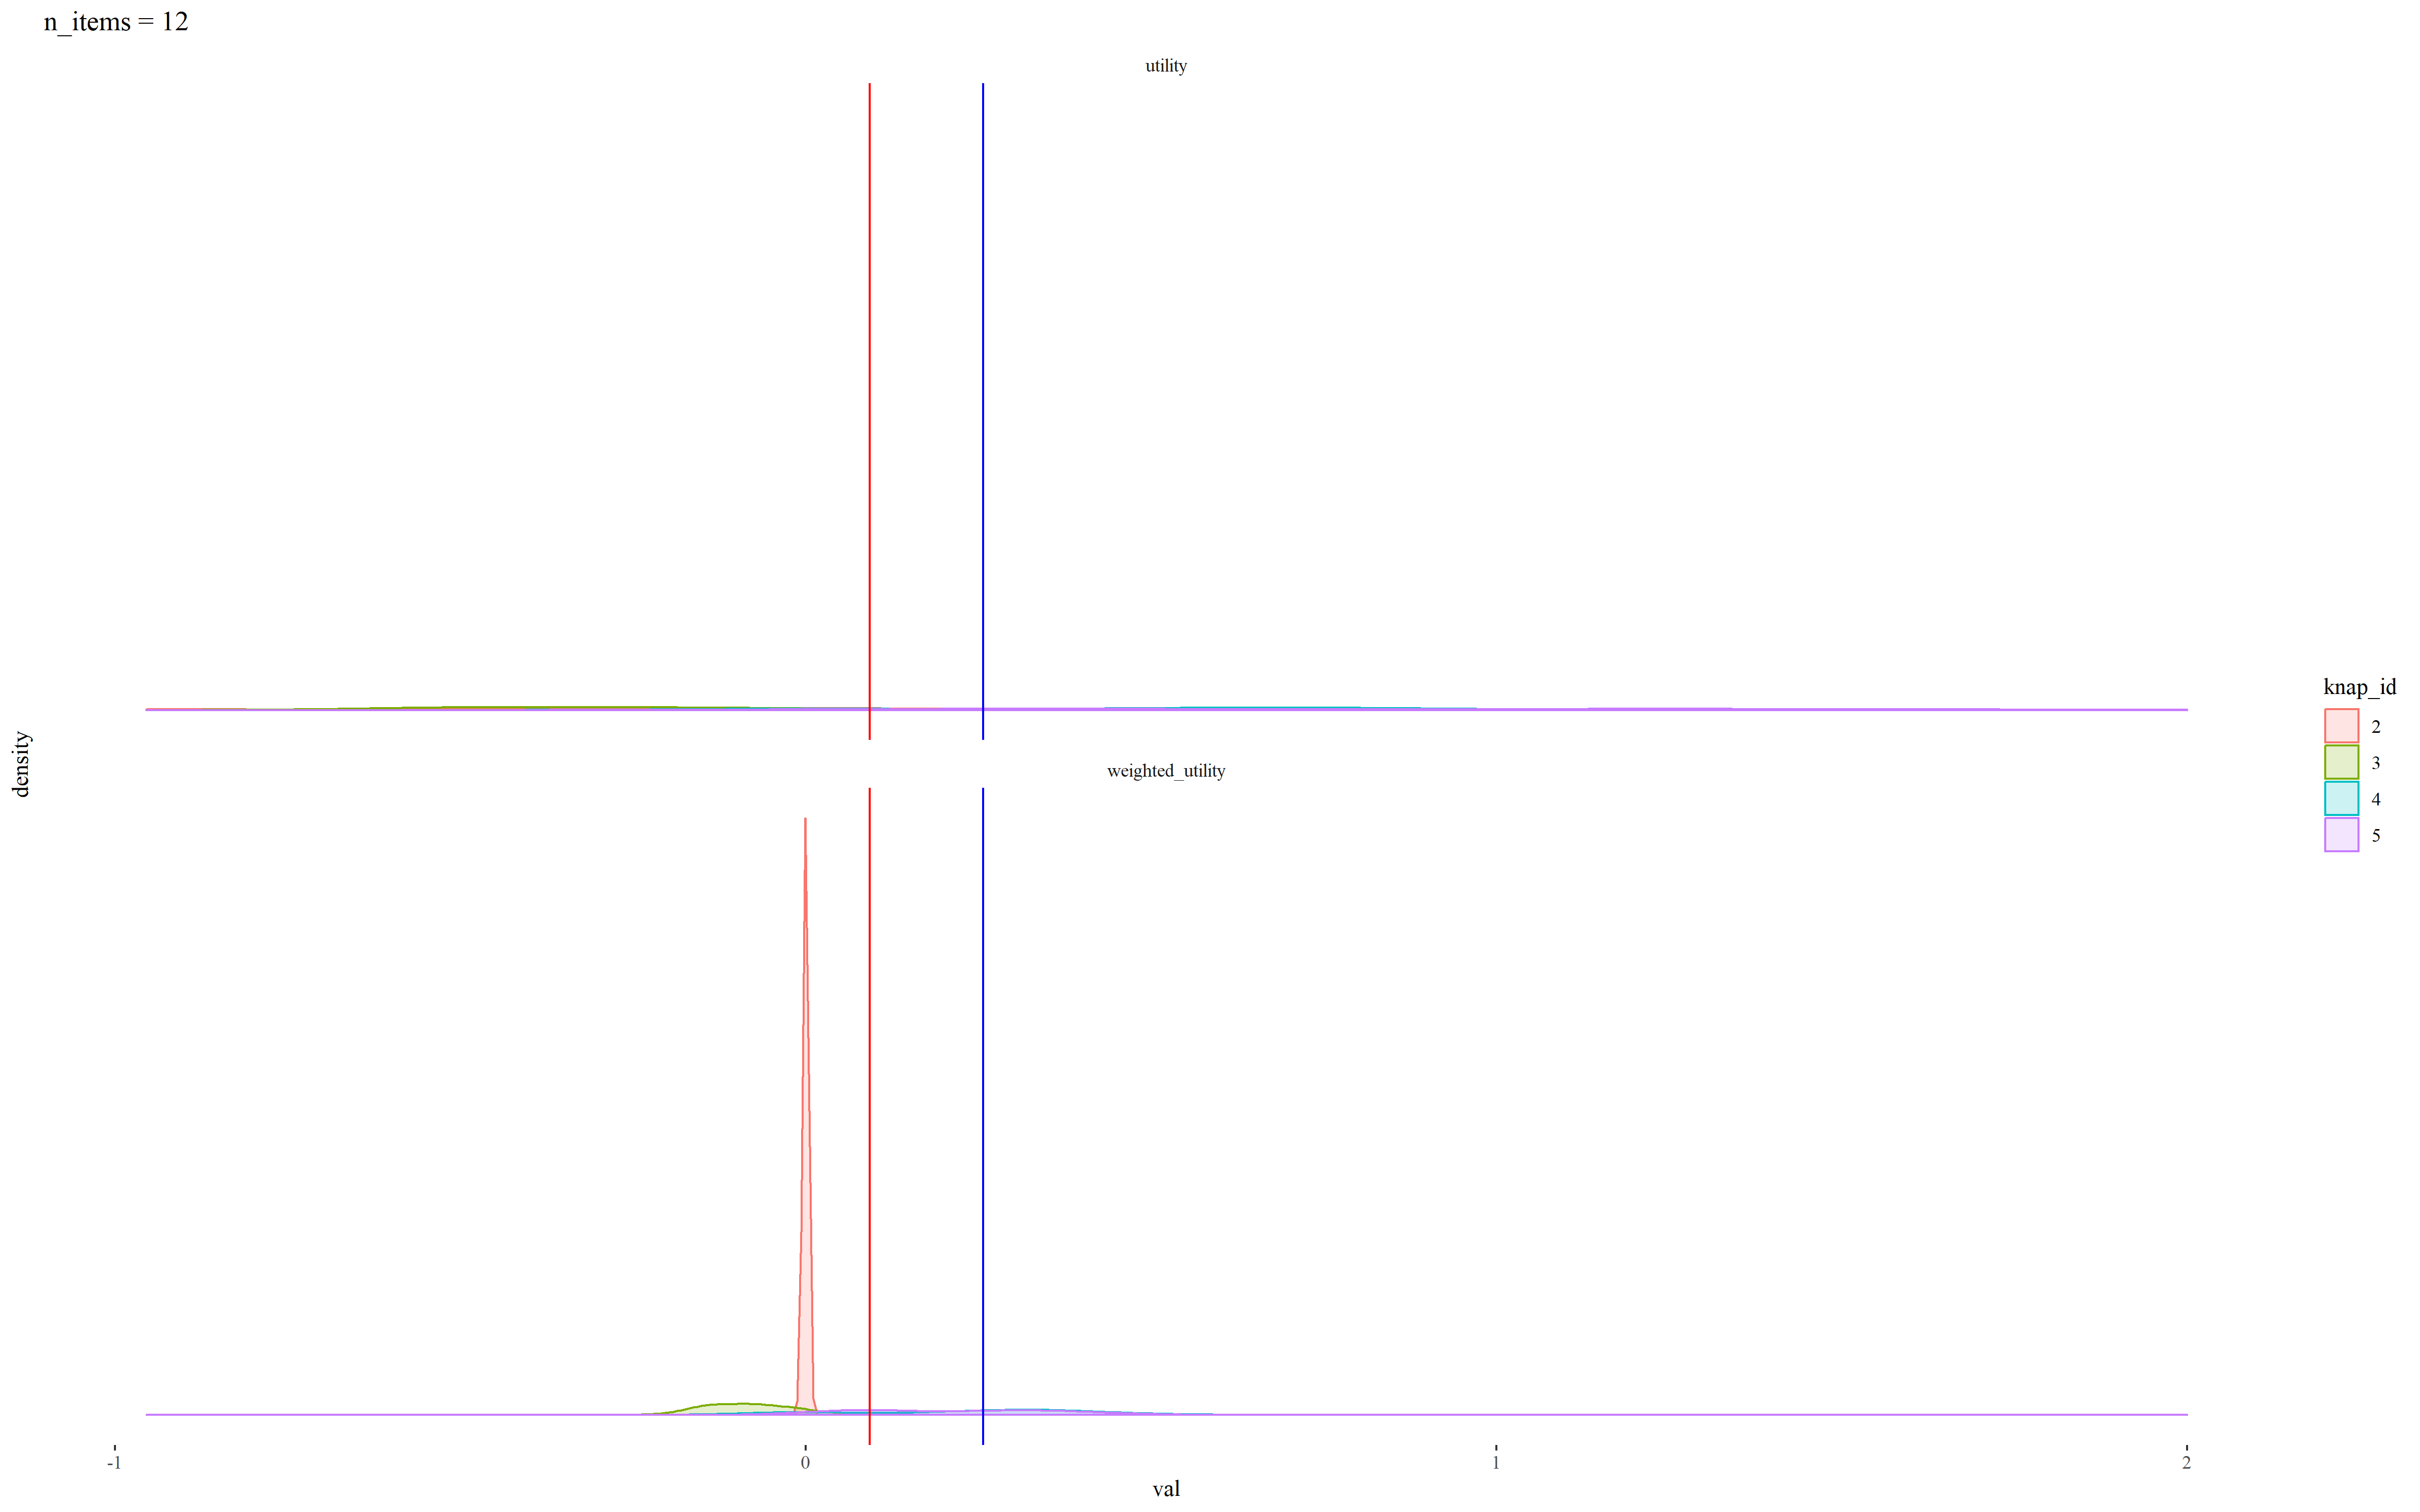 n_items = 12
utility
density
weighted_utility
knap_id
2
3
4
5
-1
0
1
2
val